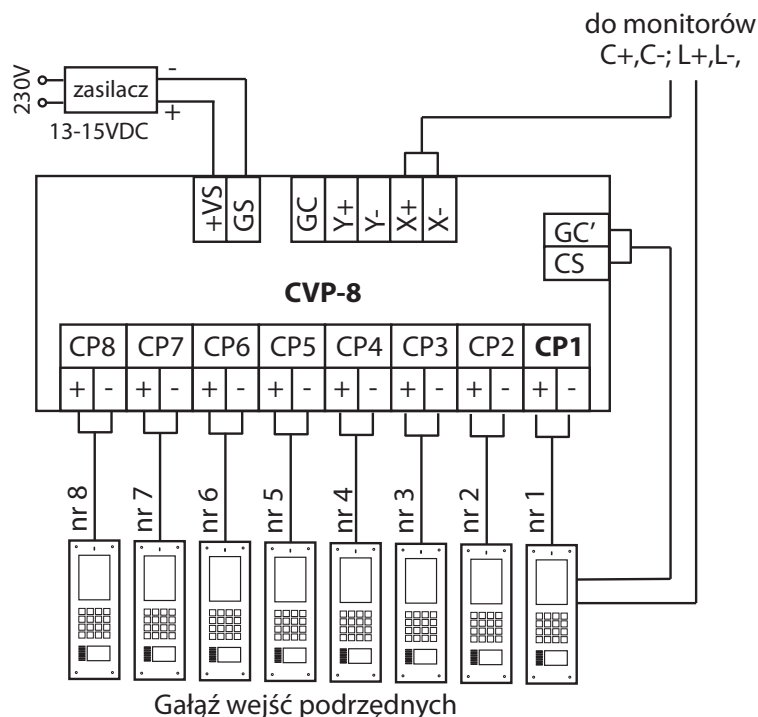 do monitorów
C+,C-; L+,L-,
230V
zasilacz
-
+
13-15VDC
+VS GS GC Y+ Y- X+ X-
GC'
CS
CVP-8
CP8 CP7 CP6 CP5 CP4 CP3 CP2 CP1
+ - + - + - + - + - + - + - + -
nr 8 nr 7 nr 6 nr 5 nr 4 nr 3 nr 2 nr 1
Gałąź wejść podrzędnych